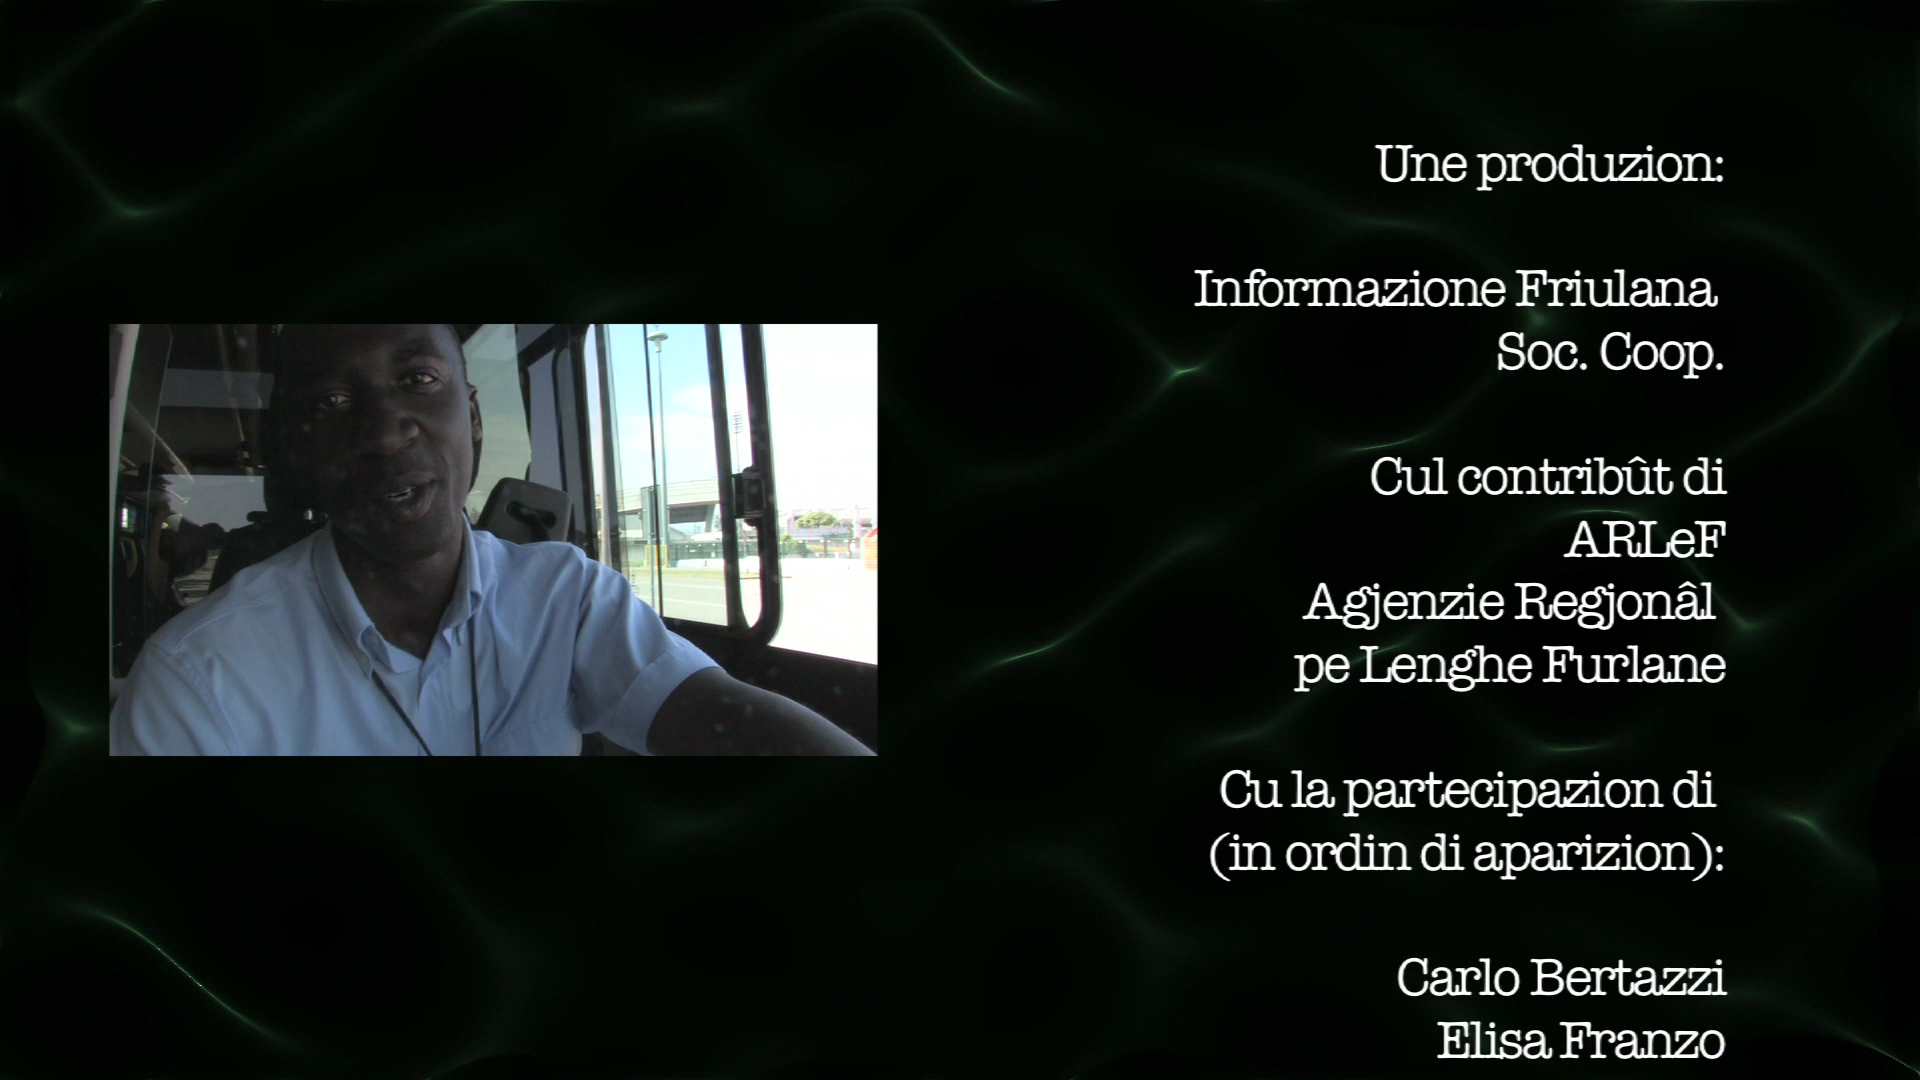 Une produzion:
Informazione Friulana
Soc. Coop.
Cul contribût di
ARLeF
Agjenzie Regjonâl
pe Lenghe Furlane
Cu la partecipazion di
(in ordin di aparizion):
Carlo Bertazzi
Elisa Franzo